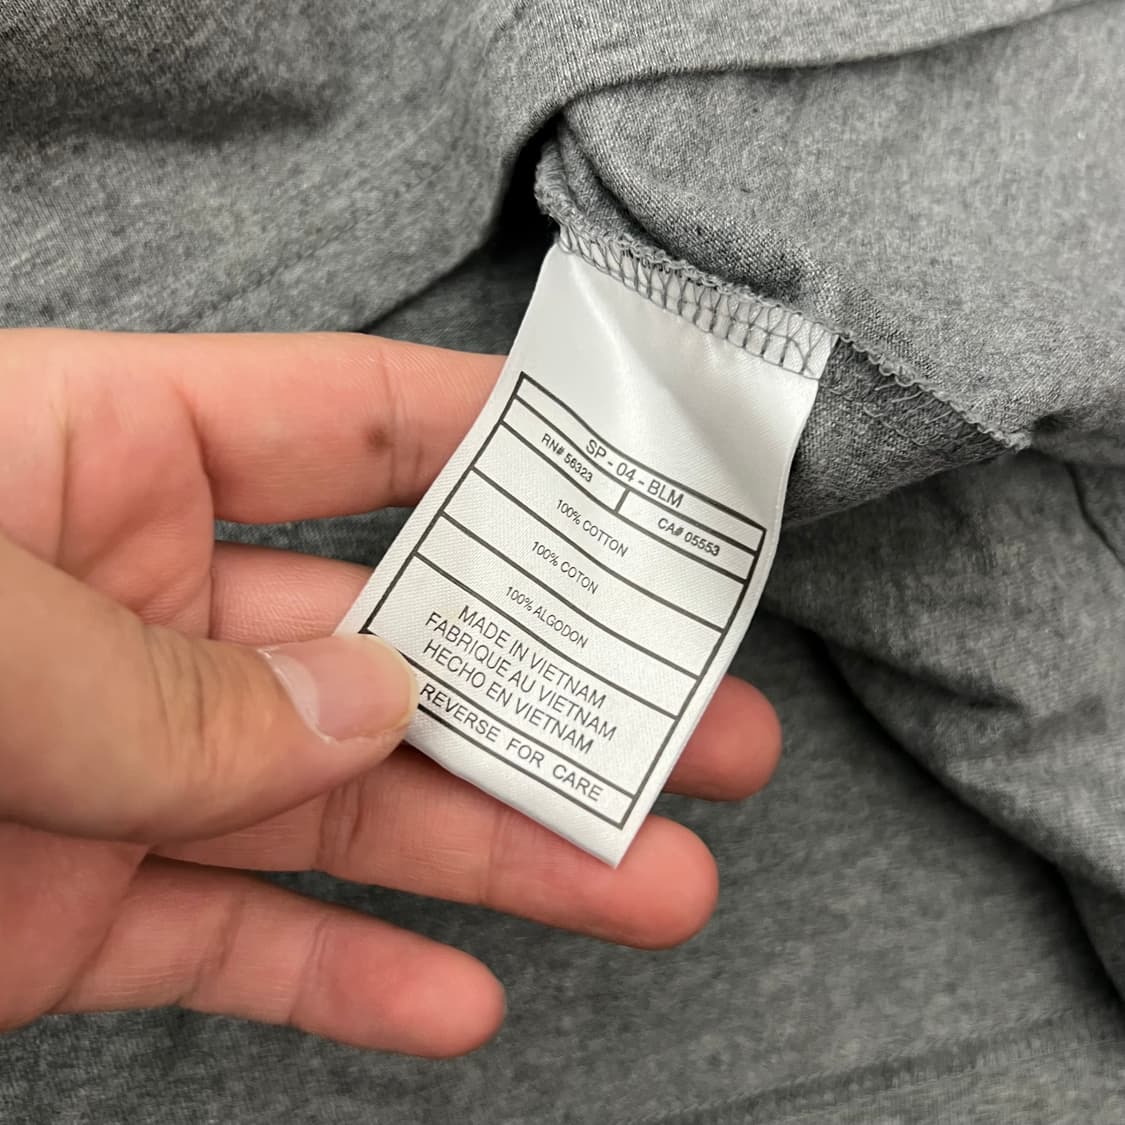 SP - 04 - BLM
RN# 56323 CA# 05553
100% COTTON
100% COTON
100% ALGODON
MADE IN VIETNAM
FABRIQUE AU VIETNAM
HECHO EN VIETNAM
REVERSE FOR CARE